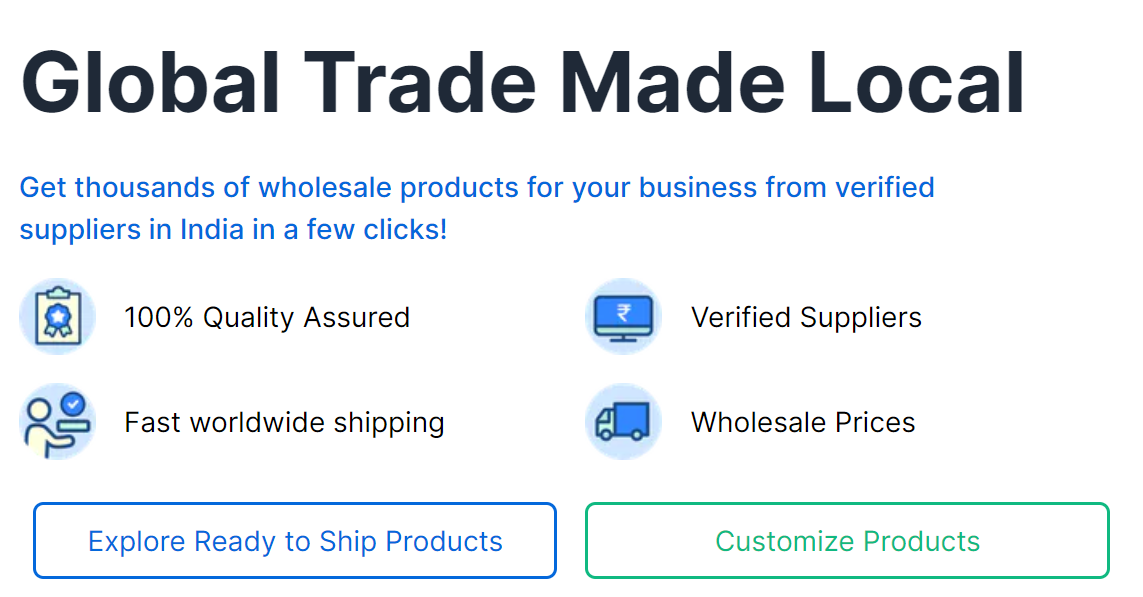 Global Trade Made Local
Get thousands of wholesale products for your business from verified
suppliers in India in a few clicks!
100% Quality Assured
₹
Verified Suppliers
Fast worldwide shipping
Wholesale Prices
Explore Ready to Ship Products
Customize Products